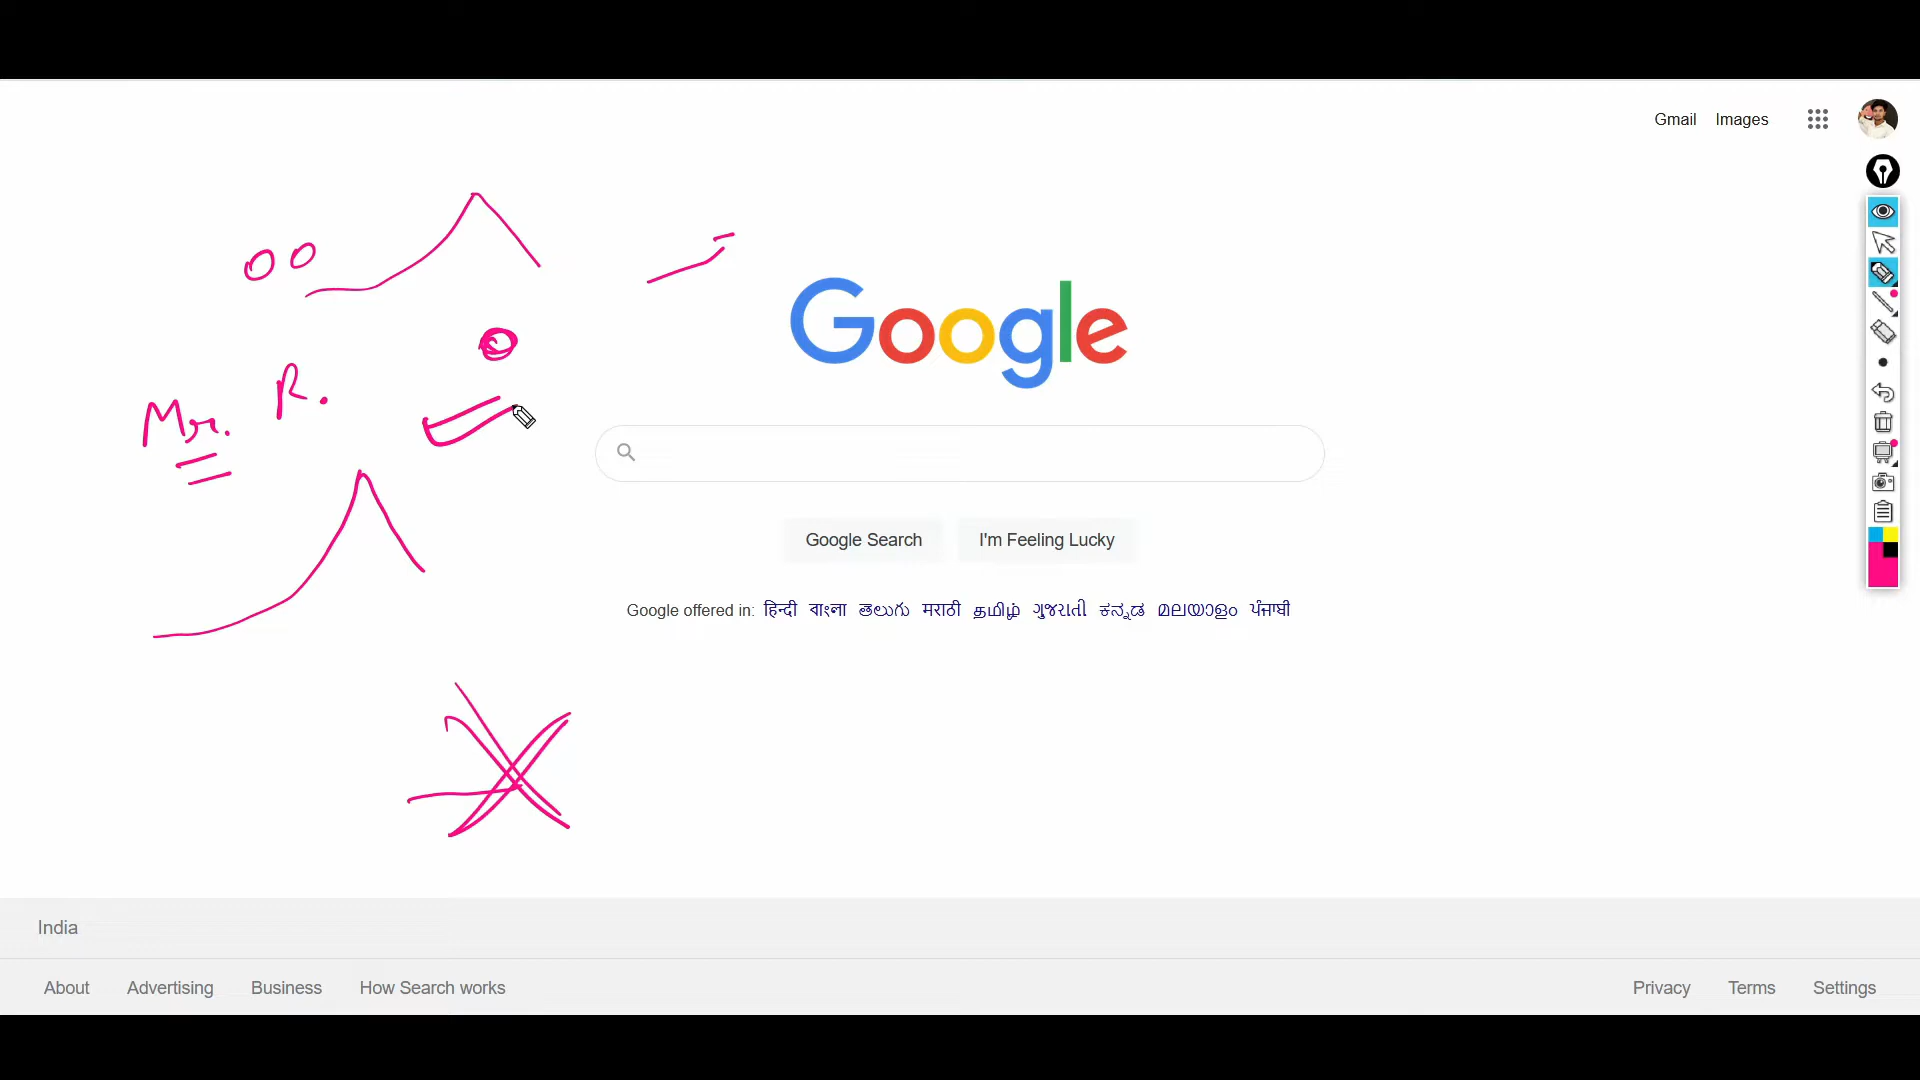 Gmail Images
Google
R.
Mr.
Google Search I'm Feeling Lucky
Google offered in: हिन्दी বাংলা తెలుగు मराठी தமிழ் ગુજરાતી ಕನ್ನಡ മലയാളം ਪੰਜਾਬੀ
India
About Advertising Business How Search works Privacy Terms Settings